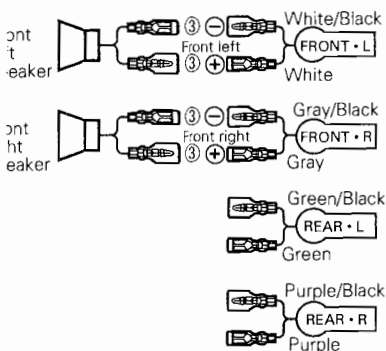 White/Black
③ ⊖
Front left
FRONT • L
③ ⊕
White
Gray/Black
③ ⊖
Front right
FRONT • R
③ ⊕
Gray
Green/Black
REAR • L
Green
Purple/Black
REAR • R
Purple